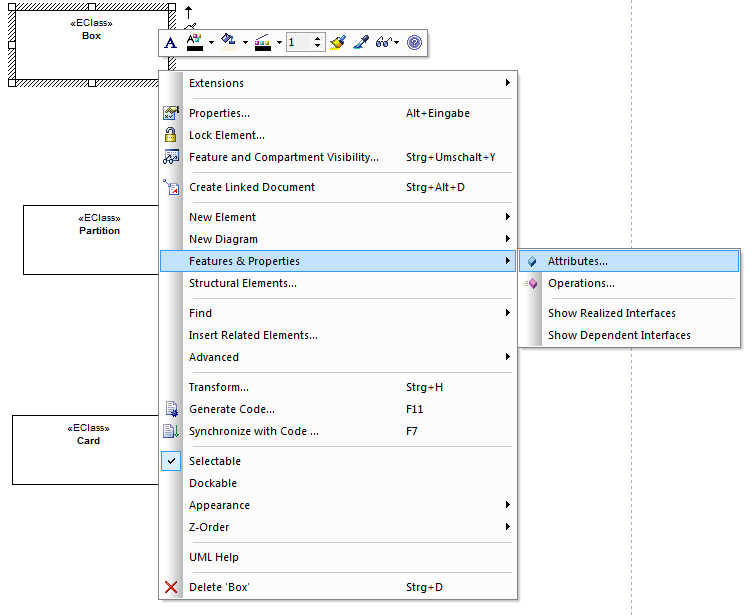 «EClass»
Box
A
A
1
Extensions
Properties... Alt+Eingabe
Lock Element...
Feature and Compartment Visibility... Strg+Umschalt+Y
Create Linked Document Strg+Alt+D
«EClass»
Partition
New Element
New Diagram
Features & Properties
Attributes...
Structural Elements...
Operations...
Find
Show Realized Interfaces
Insert Related Elements...
Show Dependent Interfaces
Advanced
Transform... Strg+H
Generate Code... F11
Synchronize with Code ... F7
«EClass»
Card
Selectable
Dockable
Appearance
Z-Order
UML Help
Delete 'Box' Strg+D